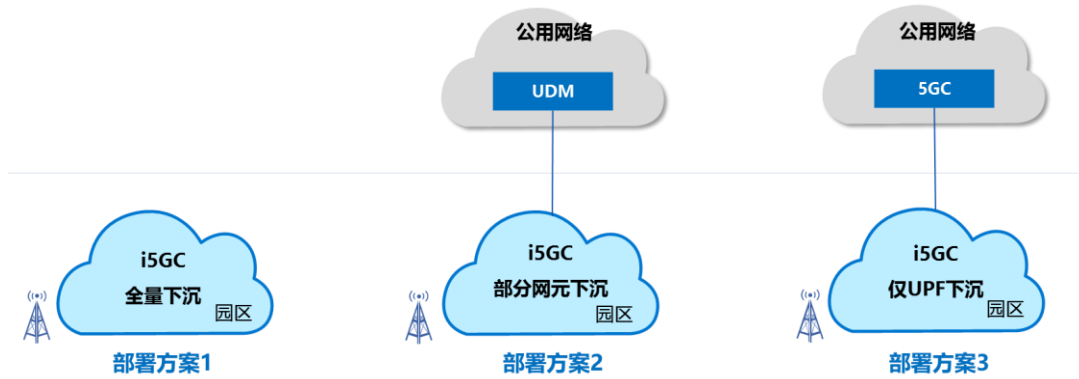 公用网络
UDM
公用网络
5GC
i5GC
全量下沉
园区
部署方案1
i5GC
部分网元下沉
园区
部署方案2
i5GC
仅UPF下沉
园区
部署方案3